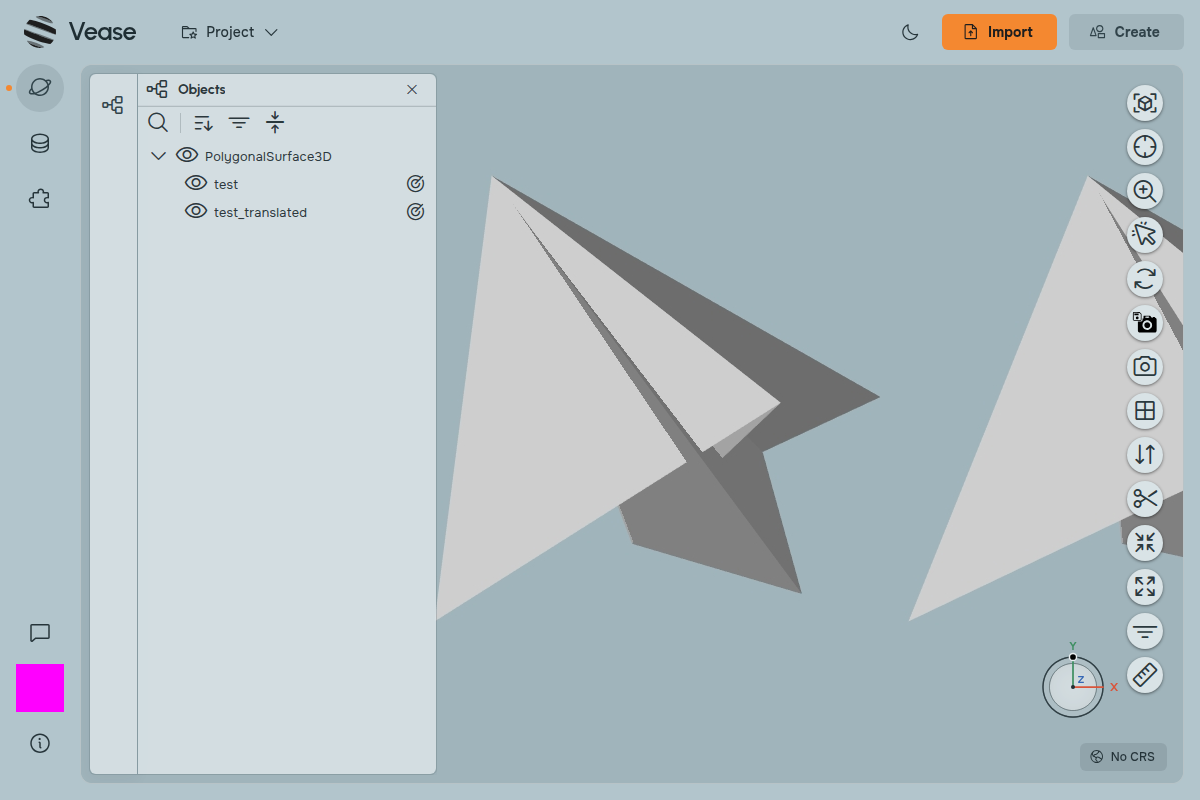 Vease
Project
Import
Create
Objects
PolygonalSurface3D
test
test_translated
Y
Z
X
No CRS